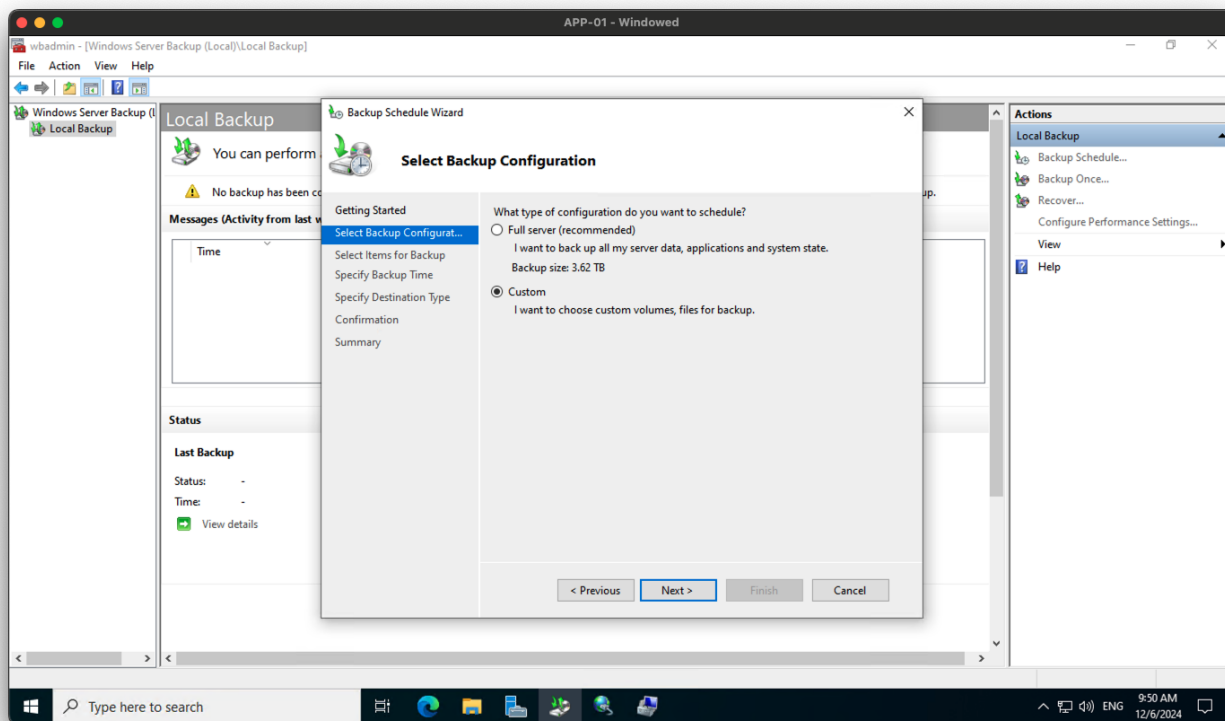 APP-01 - Windowed
wbadmin - [Windows Server Backup (Local)\Local Backup]
File Action View Help
Windows Server Backup (L
Local Backup
Local Backup
You can perform
No backup has been co
up.
Messages (Activity from last w
Time
Status
Last Backup
Status: -
Time: -
View details
Backup Schedule Wizard
Select Backup Configuration
Getting Started
Select Backup Configurat...
Select Items for Backup
Specify Backup Time
Specify Destination Type
Confirmation
Summary
What type of configuration do you want to schedule?
Full server (recommended)
I want to back up all my server data, applications and system state.
Backup size: 3.62 TB
Custom
I want to choose custom volumes, files for backup.
< Previous
Next >
Finish
Cancel
Actions
Local Backup
Backup Schedule...
Backup Once...
Recover...
Configure Performance Settings...
View
Help
Type here to search
ENG
9:50 AM
12/6/2024